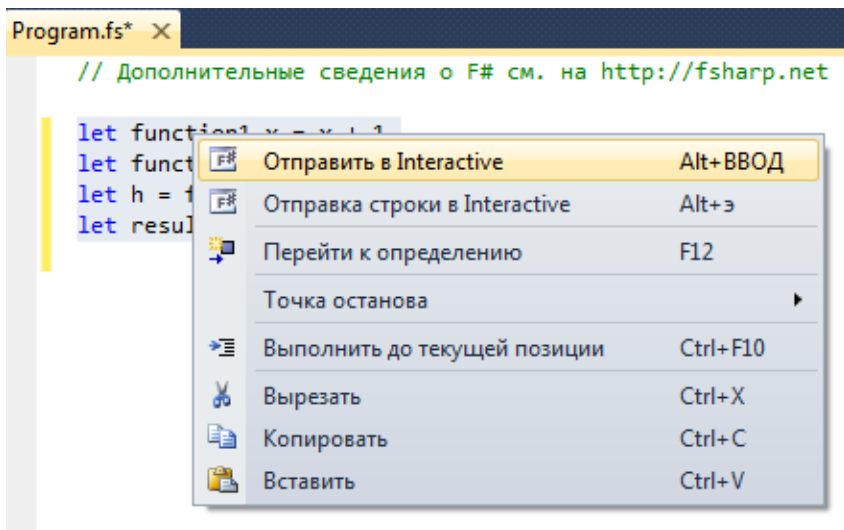 Program.fs*
// Дополнительные сведения о F# см. на http://fsharp.net
let function1 x = x + 1
let funct
let h = f
let resul
Отправить в Interactive Alt+ВВОД
Отправка строки в Interactive Alt+э
Перейти к определению F12
Точка останова
Выполнить до текущей позиции Ctrl+F10
Вырезать Ctrl+X
Копировать Ctrl+C
Вставить Ctrl+V